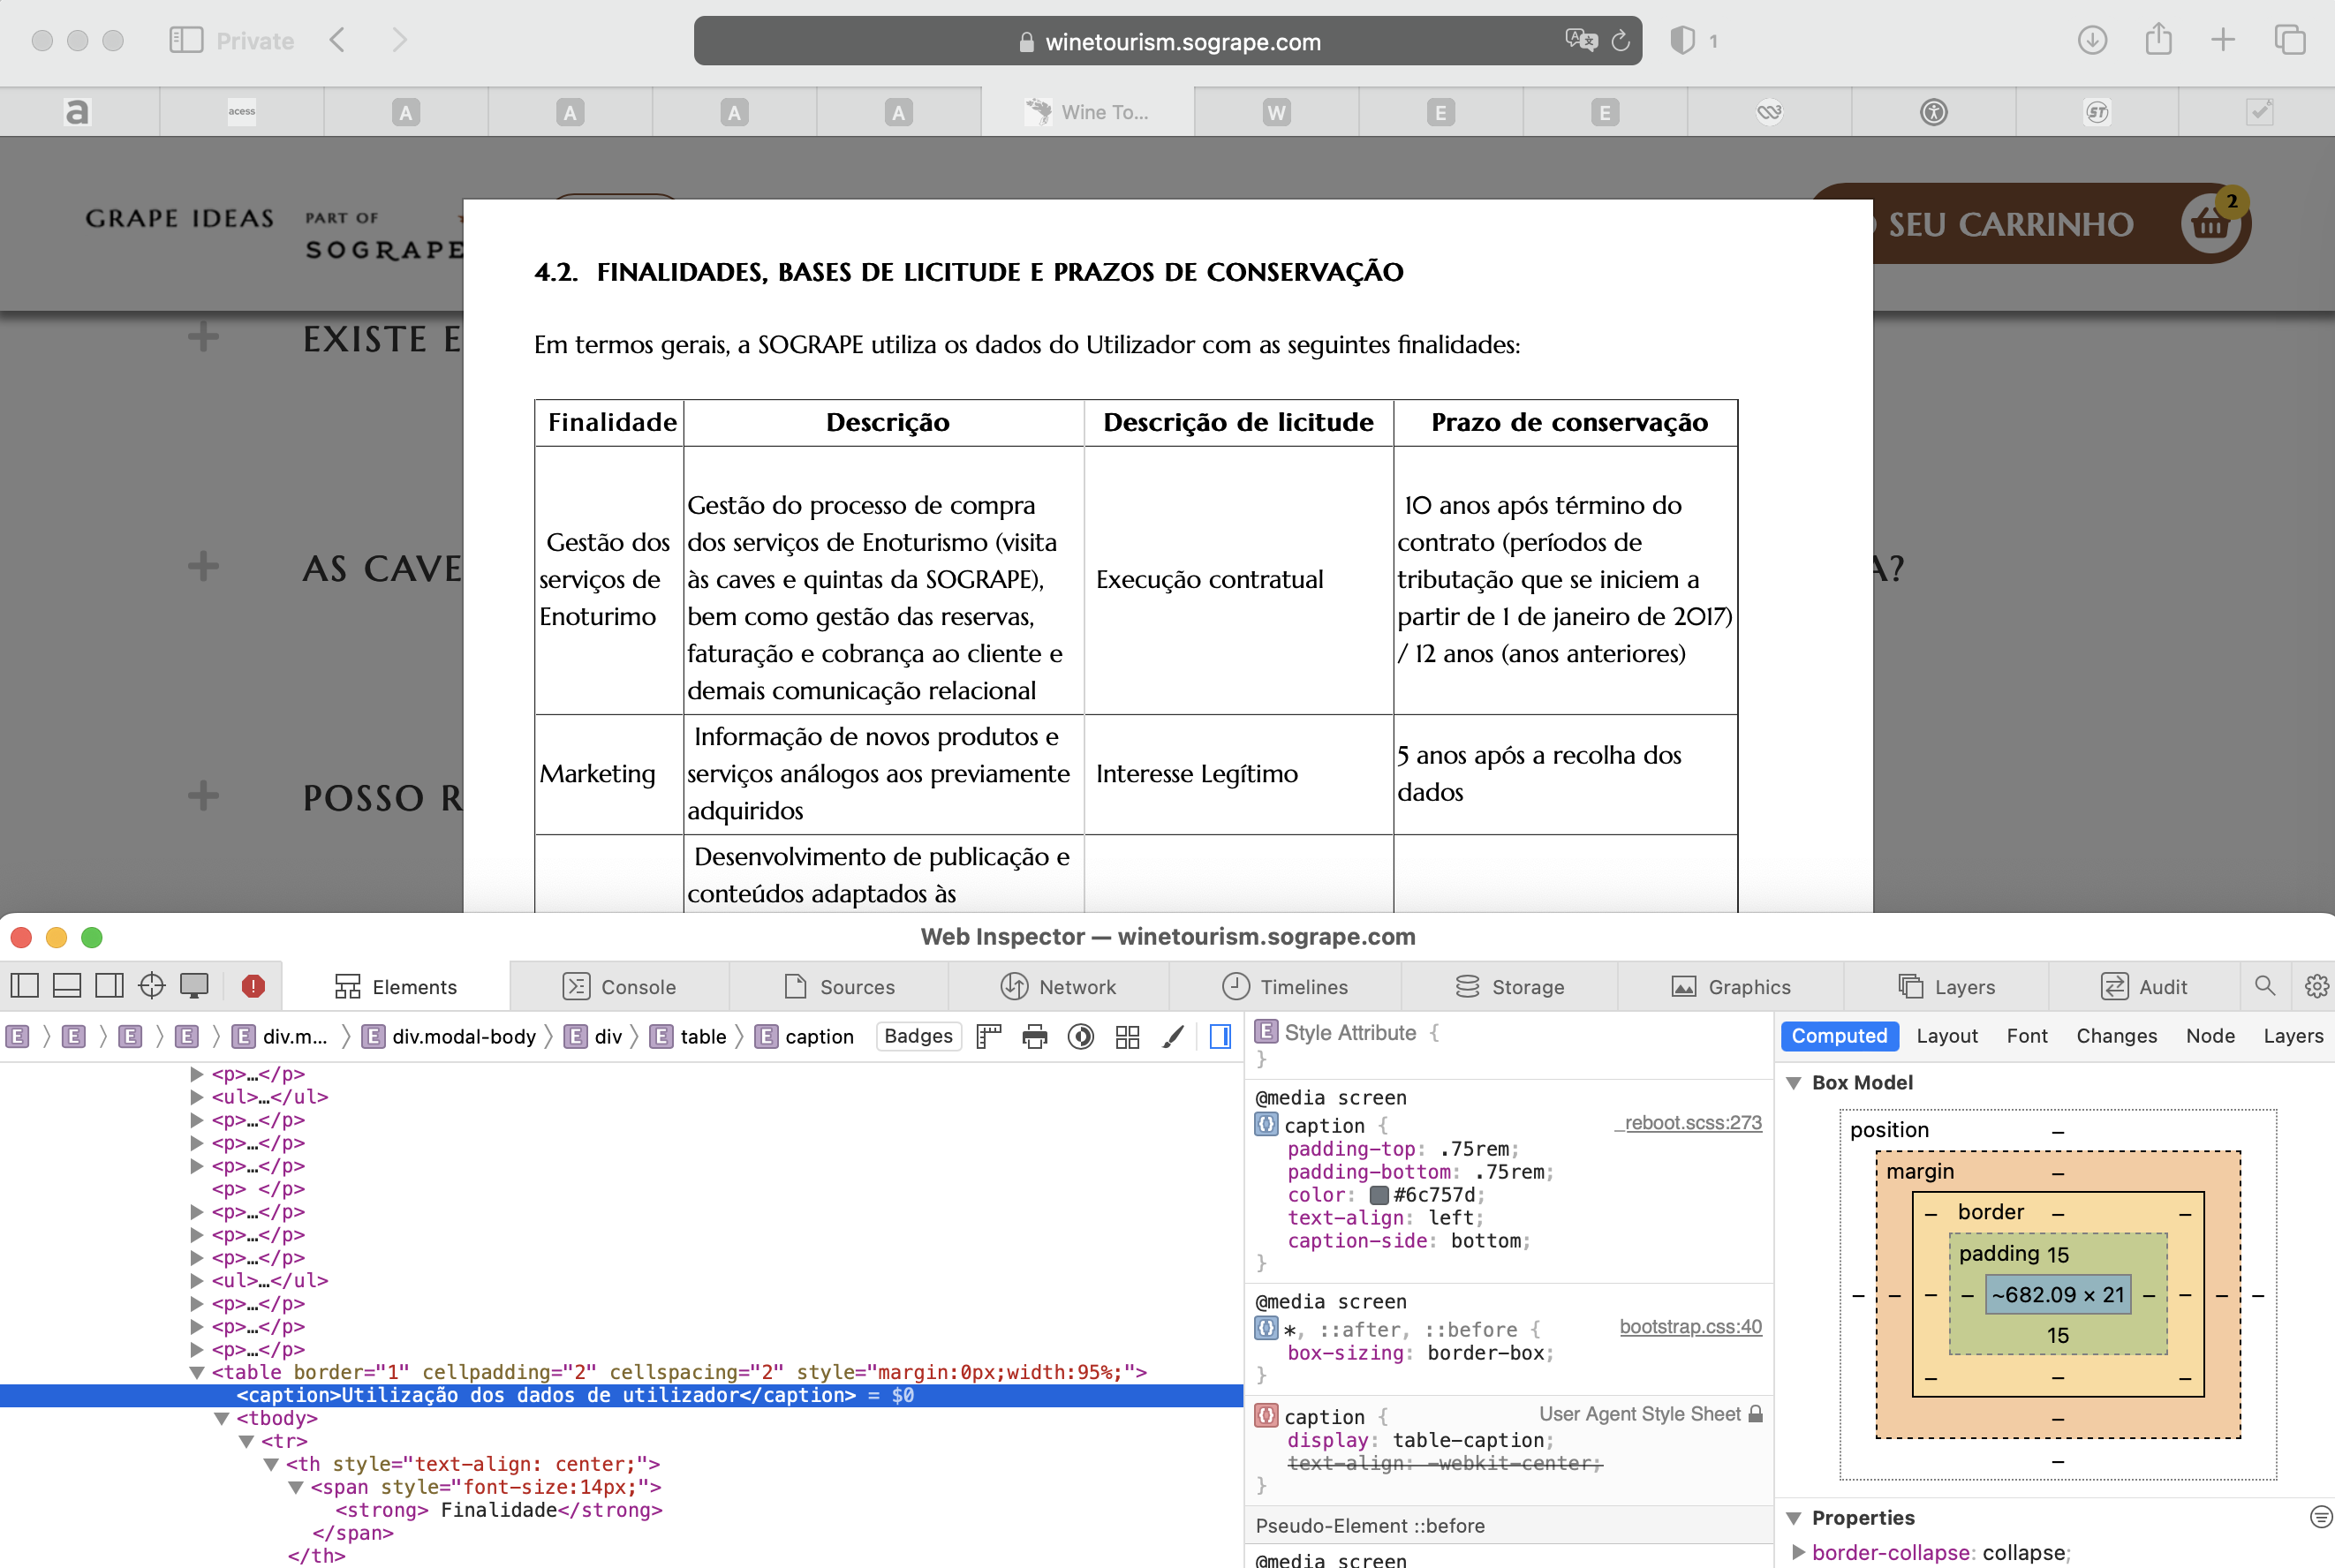 Private
winetourism.sogrape.com
1
a
acess
A
A
A
A
Wine To...
W
E
E
ST
GRAPE IDEAS
PART OF
SOGRAPE
SEU CARRINHO
2
EXISTE E
AS CAVE
A?
POSSO R
4.2. FINALIDADES, BASES DE LICITUDE E PRAZOS DE CONSERVAÇÃO
Em termos gerais, a SOGRAPE utiliza os dados do Utilizador com as seguintes finalidades:
Finalidade
Descrição
Descrição de licitude
Prazo de conservação
Gestão dos
serviços de
Enoturimo
Gestão do processo de compra
dos serviços de Enoturismo (visita
às caves e quintas da SOGRAPE),
bem como gestão das reservas,
faturação e cobrança ao cliente e
demais comunicação relacional
Execução contratual
10 anos após término do
contrato (períodos de
tributação que se iniciem a
partir de 1 de janeiro de 2017)
/ 12 anos (anos anteriores)
Marketing
Informação de novos produtos e
serviços análogos aos previamente
adquiridos
Interesse Legítimo
5 anos após a recolha dos
dados
Desenvolvimento de publicação e
conteúdos adaptados às
Web Inspector — winetourism.sogrape.com
Elements
Console
Sources
Network
Timelines
Storage
Graphics
Layers
Audit
E E E E E div.m... E div.modal-body E div E table E caption
Badges
<p>…</p>
<ul>…</ul>
<p>…</p>
<p>…</p>
<p>…</p>
<p> </p>
<p>…</p>
<p>…</p>
<p>…</p>
<ul>…</ul>
<p>…</p>
<p>…</p>
<p>…</p>
<table border="1" cellpadding="2" cellspacing="2" style="margin:0px;width:95%;">
<caption>Utilização dos dados de utilizador</caption> = $0
<tbody>
<tr>
<th style="text-align: center;">
<span style="font-size:14px;">
<strong> Finalidade</strong>
</span>
</th>
E Style Attribute {
}
@media screen
caption {
_reboot.scss:273
padding-top: .75rem;
padding-bottom: .75rem;
color: #6c757d;
text-align: left;
caption-side: bottom;
}
@media screen
*, ::after, ::before {
bootstrap.css:40
box-sizing: border-box;
}
caption {
User Agent Style Sheet
display: table-caption;
text-align: -webkit-center;
}
Pseudo-Element ::before
@media screen
Computed
Layout
Font
Changes
Node
Layers
Box Model
position –
margin –
– border – –
padding 15
– – – – ~682.09 × 21 – – – –
15
– – –
–
–
Properties
border-collapse: collapse;